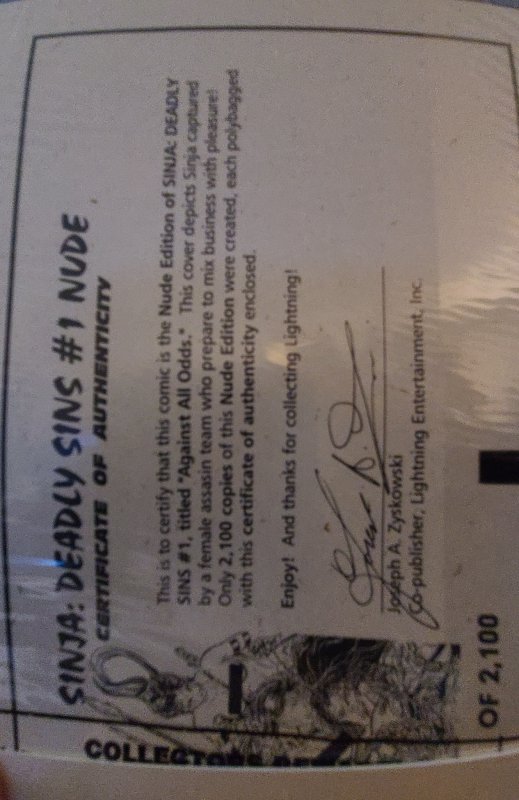 SINJA: DEADLY SINS #1 NUDE
CERTIFICATE OF AUTHENTICITY
This is to certify that this comic is the Nude Edition of SINJA: DEADLY
SINS #1, titled "Against All Odds." This cover depicts Sinja captured
by a female assasin team who prepare to mix business with pleasure!
Only 2,100 copies of this Nude Edition were created, each polybagged
with this certificate of authenticity enclosed.
Enjoy! And thanks for collecting Lightning!
Joseph A. Zyskowski
Co-publisher, Lightning Entertainment, Inc.
OF 2,100
COLLECTORS